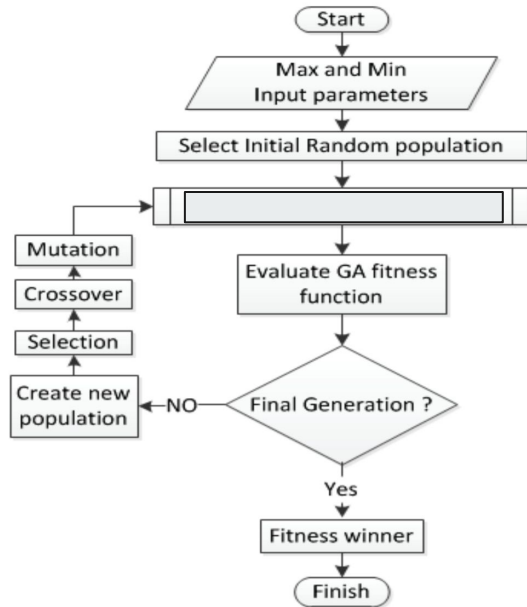 Start
Max and Min
Input parameters
Select Initial Random population
Mutation
Evaluate GA fitness
function
Crossover
Selection
Create new
population
NO
Final Generation ?
Yes
Fitness winner
Finish